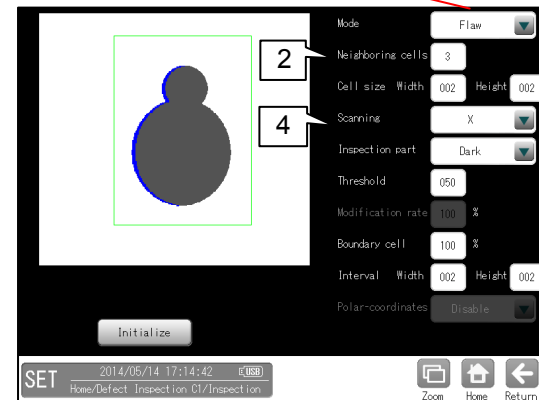 Mode Flaw
2 Neighboring cells 3
Cell size Width 002 Height 002
4 Scanning X
Inspection part Dark
Threshold 050
Modification rate 100 %
Boundary cell 100 %
Interval Width 002 Height 002
Polar-coordinates Disable
Initialize
SET 2014/05/14 17:14:42 USB
Home/Defect Inspection C1/Inspection
Zoom Home Return